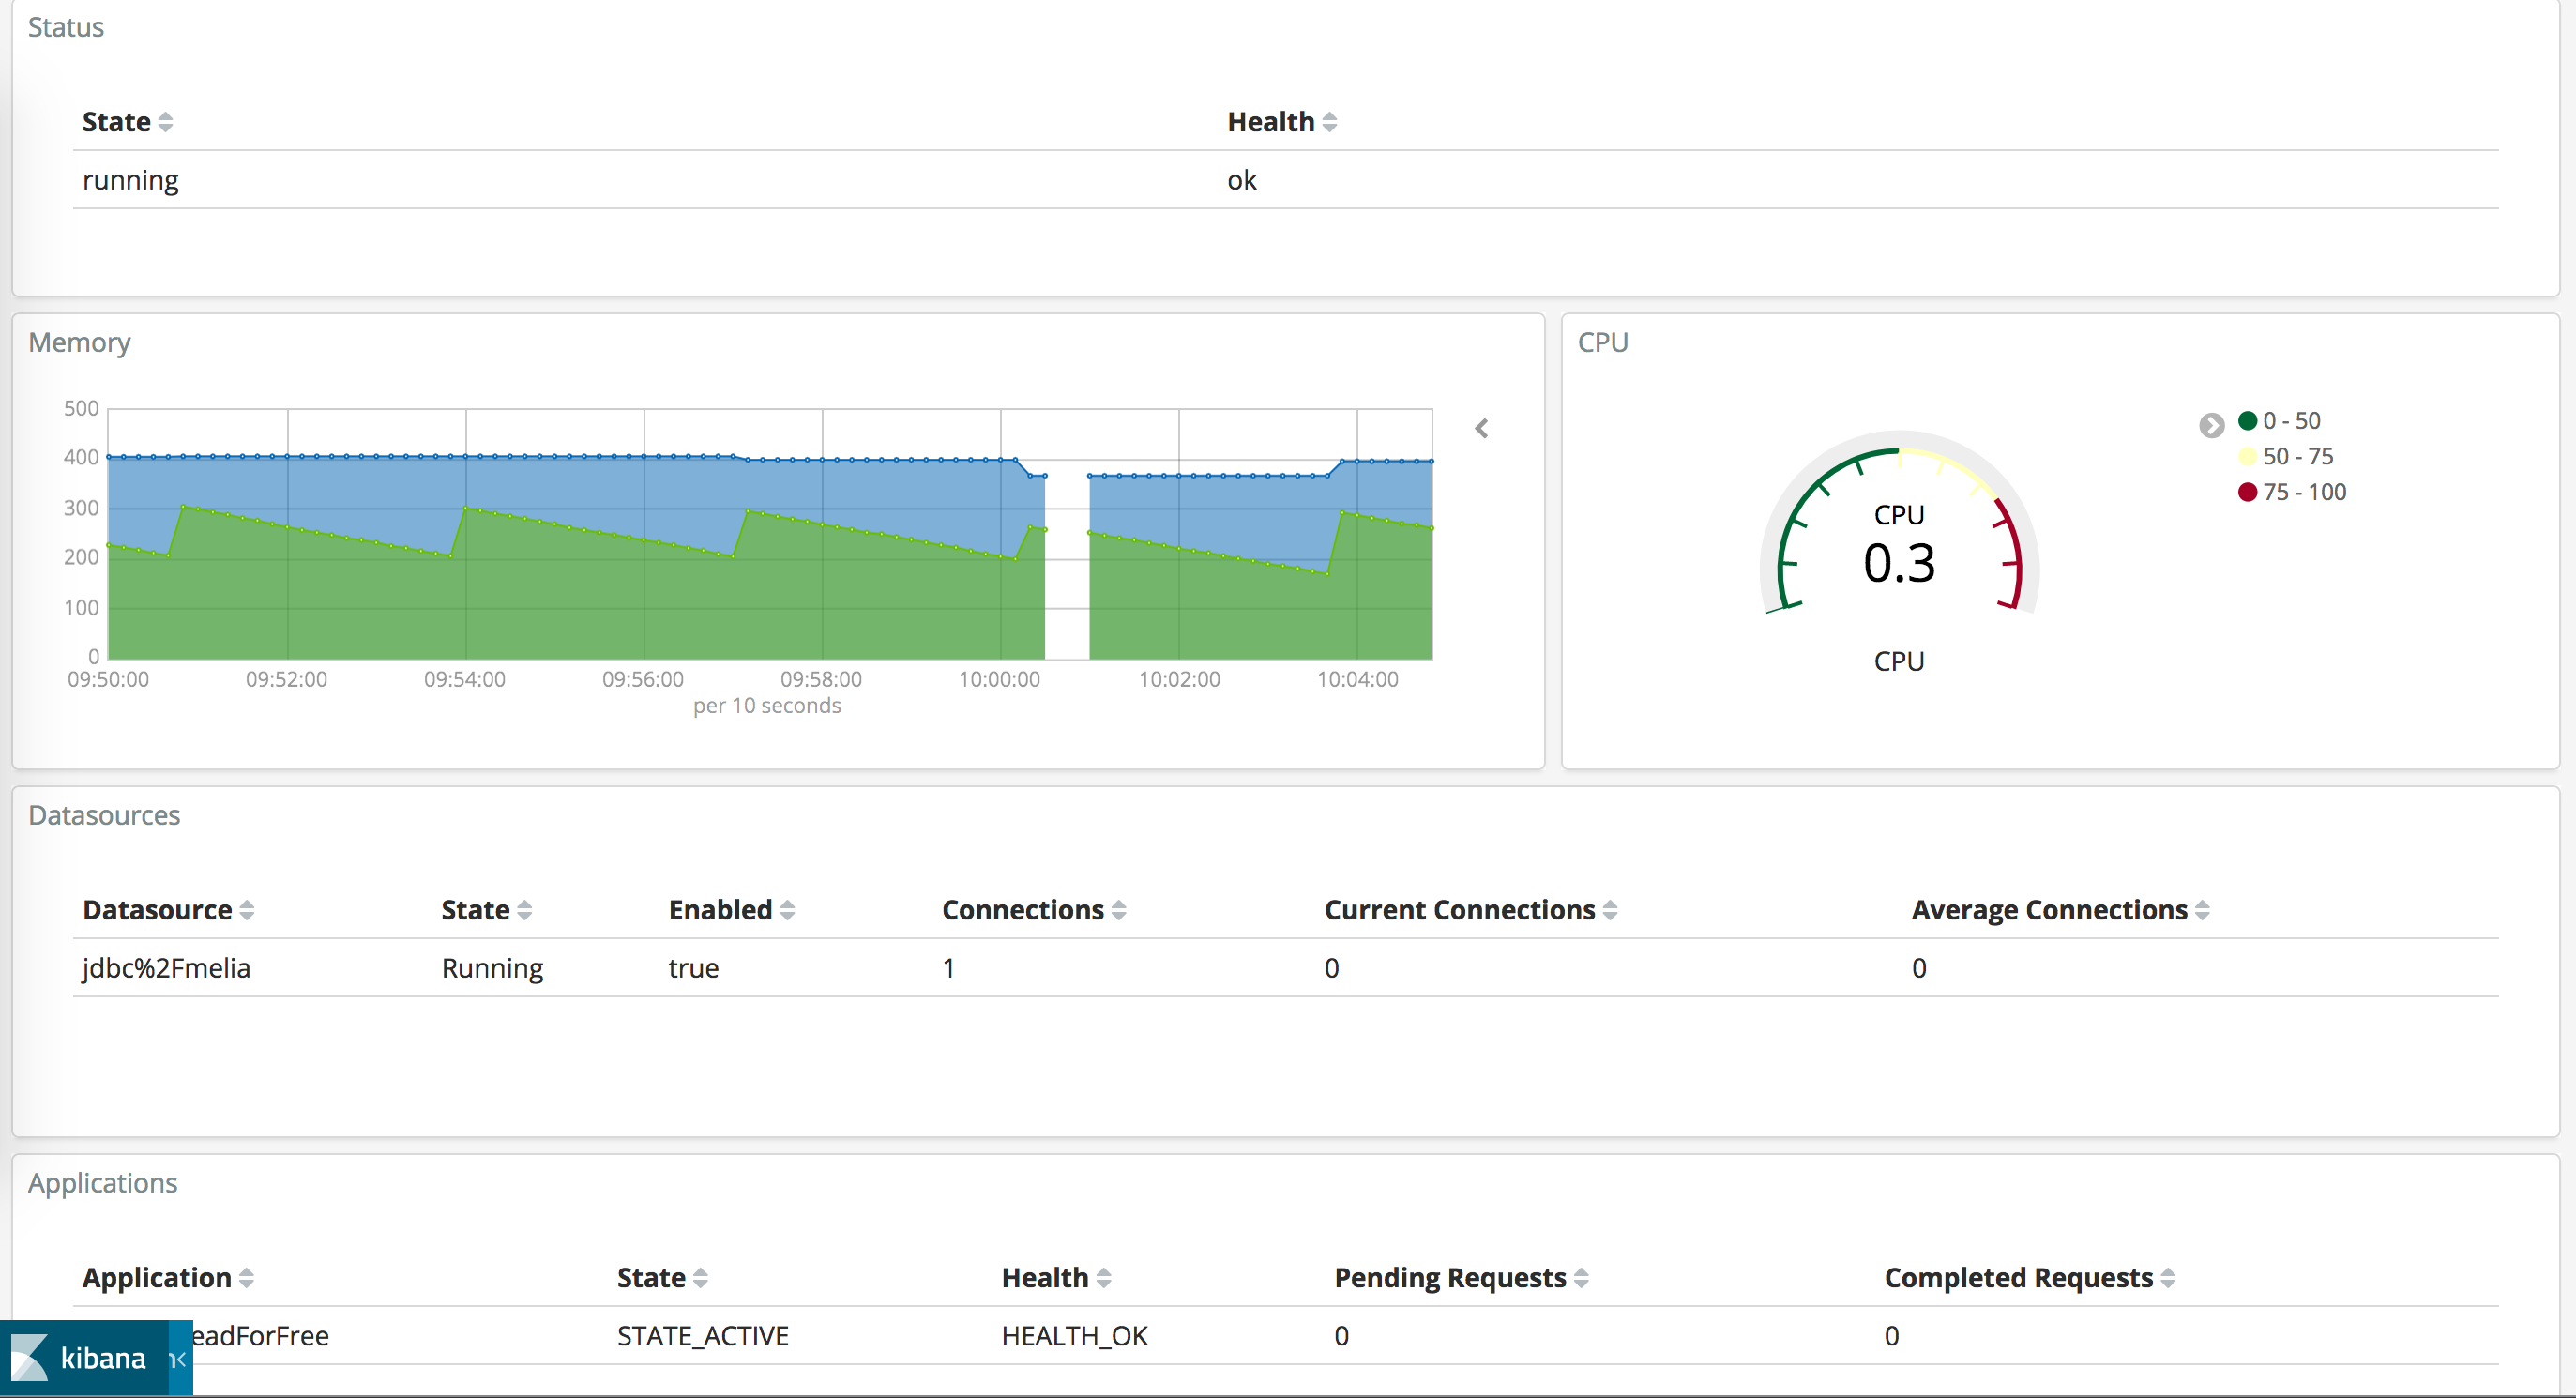 Status
State Health
running ok
Memory
500
400
300
200
100
0
09:50:00 09:52:00 09:54:00 09:56:00 09:58:00 10:00:00 10:02:00 10:04:00
per 10 seconds
CPU
0 - 50
50 - 75
75 - 100
CPU
0.3
CPU
Datasources
Datasource State Enabled Connections Current Connections Average Connections
jdbc%2Fmelia Running true 1 0 0
Applications
Application State Health Pending Requests Completed Requests
eadForFree STATE_ACTIVE HEALTH_OK 0 0
kibana